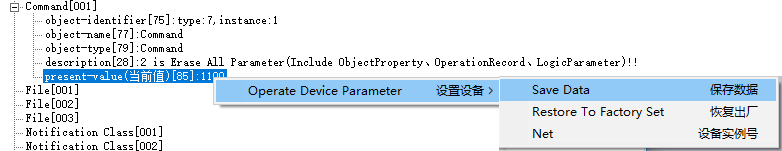 Command[001]
object-identifier[75]:type:7,instance:1
object-name[77]:Command
object-type[79]:Command
description[28]:2 is Erase All Parameter(Include ObjectProperty、OperationRecord、LogicParameter)!!
present-value(当前值)[85]:1100
Operate Device Parameter 设置设备
Save Data 保存数据
Restore To Factory Set 恢复出厂
Net 设备实例号
File[001]
File[002]
File[003]
Notification Class[001]
Notification Class[002]